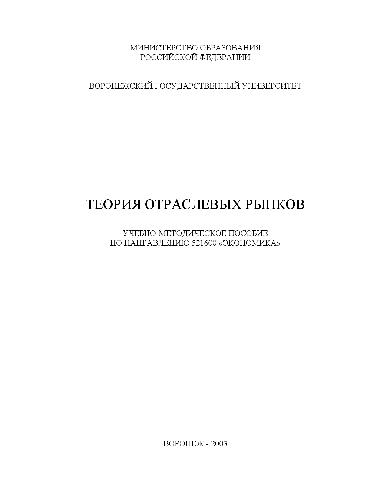 МИНИСТЕРСТВО ОБРАЗОВАНИЯ
РОССИЙСКОЙ ФЕДЕРАЦИИ
ВОРОНЕЖСКИЙ ГОСУДАРСТВЕННЫЙ УНИВЕРСИТЕТ
ТЕОРИЯ ОТРАСЛЕВЫХ РЫНКОВ
УЧЕБНО-МЕТОДИЧЕСКОЕ ПОСОБИЕ
ПО НАПРАВЛЕНИЮ 521600 «ЭКОНОМИКА»
ВОРОНЕЖ - 2003